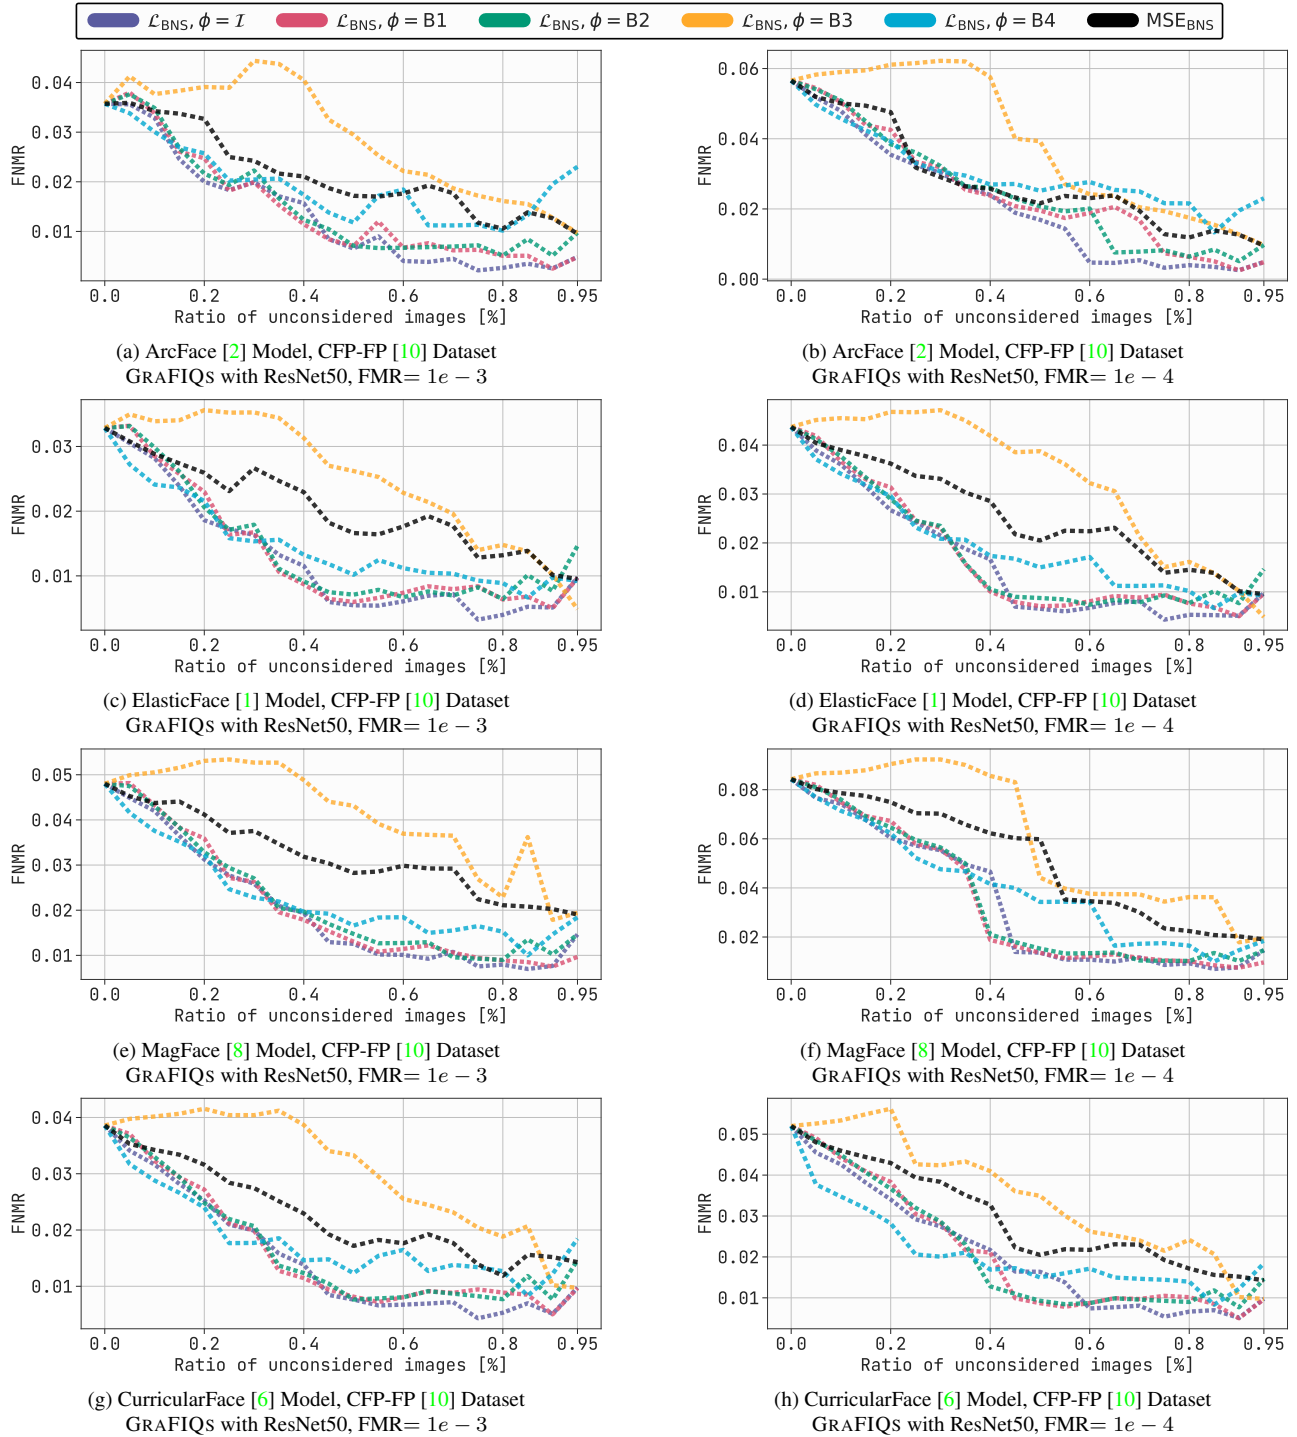 ℒ_BNS, ϕ = ℐ ℒ_BNS, ϕ = B1 ℒ_BNS, ϕ = B2 ℒ_BNS, ϕ = B3 ℒ_BNS, ϕ = B4 MSE_BNS
0.04
0.03
0.02
0.01
FNMR
0.0 0.2 0.4 0.6 0.8 0.95
Ratio of unconsidered images [%]
(a) ArcFace [2] Model, CFP-FP [10] Dataset
GRAFIQS with ResNet50, FMR= 1e − 3
0.06
0.04
0.02
0.00
FNMR
0.0 0.2 0.4 0.6 0.8 0.95
Ratio of unconsidered images [%]
(b) ArcFace [2] Model, CFP-FP [10] Dataset
GRAFIQS with ResNet50, FMR= 1e − 4
0.03
0.02
0.01
FNMR
0.0 0.2 0.4 0.6 0.8 0.95
Ratio of unconsidered images [%]
(c) ElasticFace [1] Model, CFP-FP [10] Dataset
GRAFIQS with ResNet50, FMR= 1e − 3
0.04
0.03
0.02
0.01
FNMR
0.0 0.2 0.4 0.6 0.8 0.95
Ratio of unconsidered images [%]
(d) ElasticFace [1] Model, CFP-FP [10] Dataset
GRAFIQS with ResNet50, FMR= 1e − 4
0.05
0.04
0.03
0.02
0.01
FNMR
0.0 0.2 0.4 0.6 0.8 0.95
Ratio of unconsidered images [%]
(e) MagFace [8] Model, CFP-FP [10] Dataset
GRAFIQS with ResNet50, FMR= 1e − 3
0.08
0.06
0.04
0.02
FNMR
0.0 0.2 0.4 0.6 0.8 0.95
Ratio of unconsidered images [%]
(f) MagFace [8] Model, CFP-FP [10] Dataset
GRAFIQS with ResNet50, FMR= 1e − 4
0.04
0.03
0.02
0.01
FNMR
0.0 0.2 0.4 0.6 0.8 0.95
Ratio of unconsidered images [%]
(g) CurricularFace [6] Model, CFP-FP [10] Dataset
GRAFIQS with ResNet50, FMR= 1e − 3
0.05
0.04
0.03
0.02
0.01
FNMR
0.0 0.2 0.4 0.6 0.8 0.95
Ratio of unconsidered images [%]
(h) CurricularFace [6] Model, CFP-FP [10] Dataset
GRAFIQS with ResNet50, FMR= 1e − 4